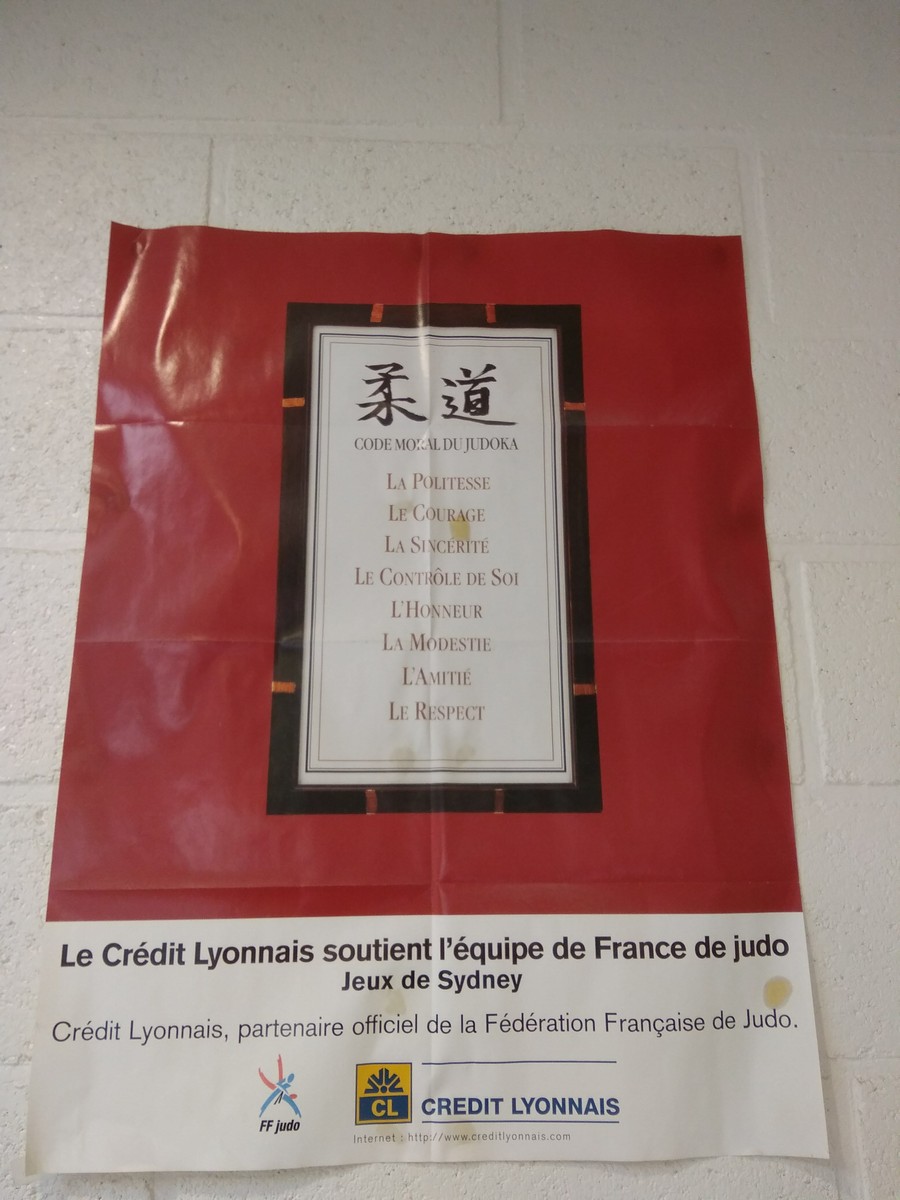 柔道
CODE MORAL DU JUDOKA
LA POLITESSE
LE COURAGE
LA SINCÉRITÉ
LE CONTRÔLE DE SOI
L'HONNEUR
LA MODESTIE
L'AMITIÉ
LE RESPECT
Le Crédit Lyonnais soutient l'équipe de France de judo
Jeux de Sydney
Crédit Lyonnais, partenaire officiel de la Fédération Française de Judo.
FF judo
CL
CREDIT LYONNAIS
Internet : http://www.creditlyonnais.com